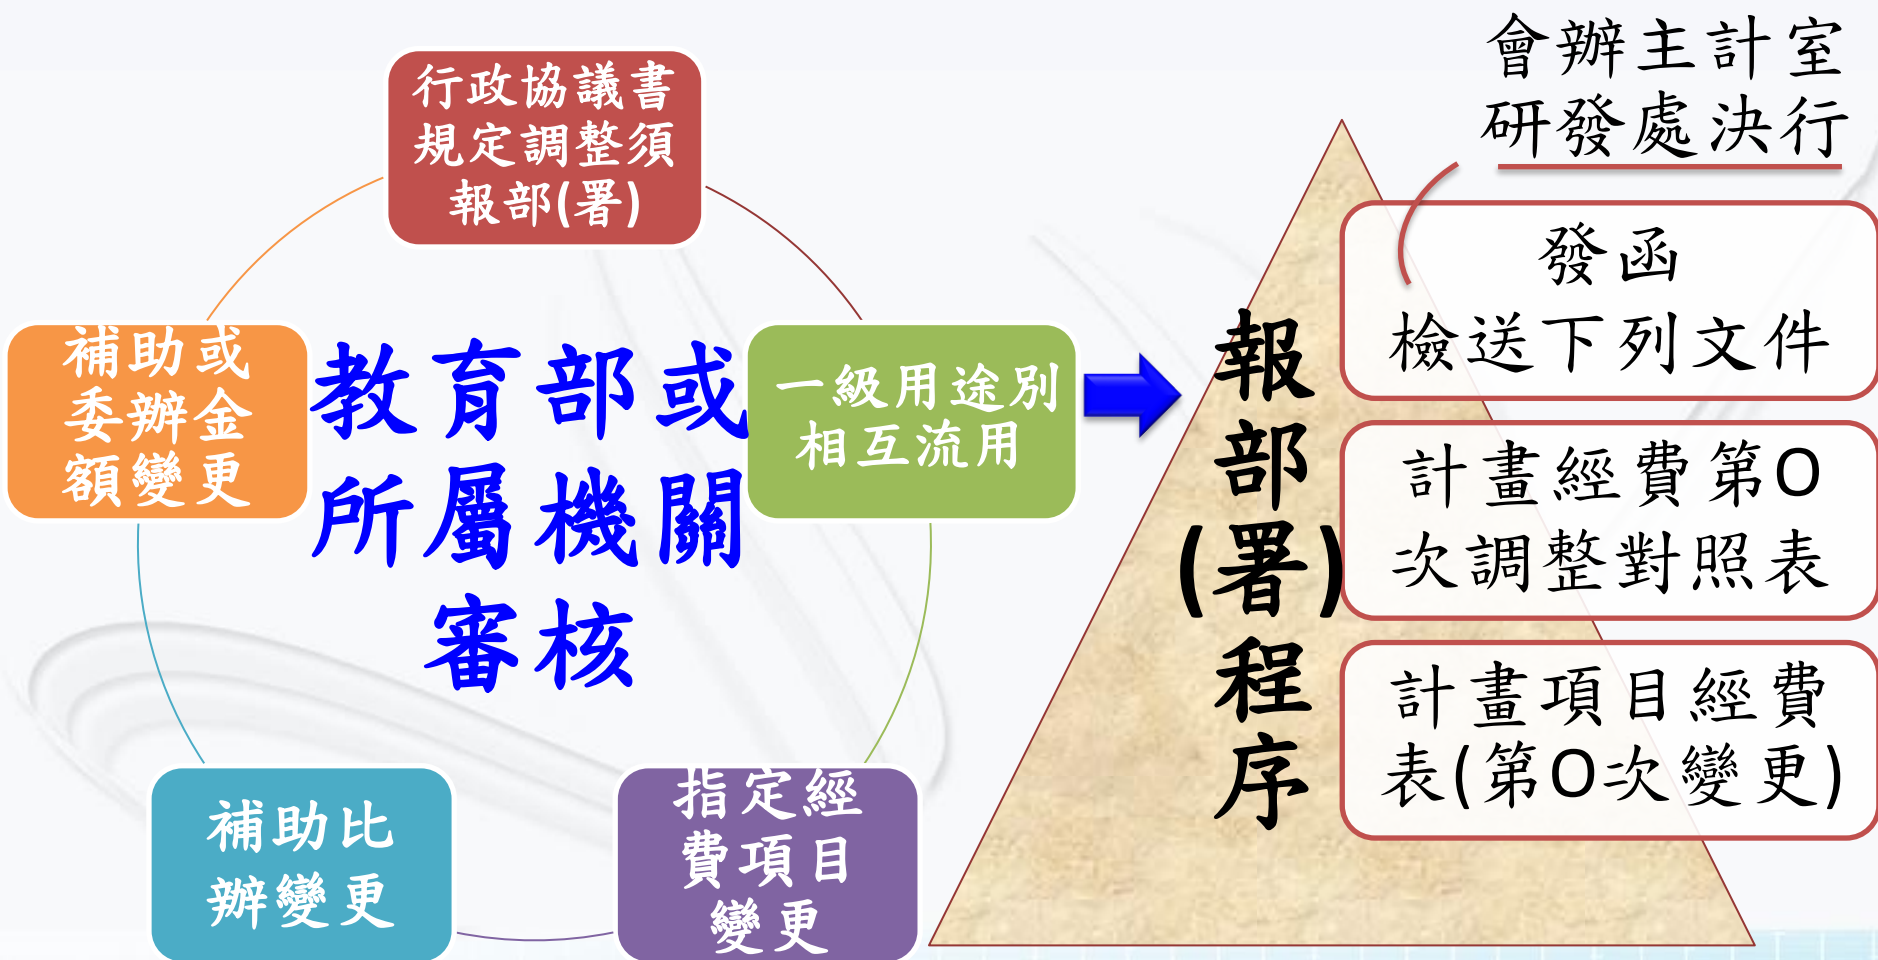 行政協議書
規定調整須
報部(署)
補助或
委辦金
額變更
教育部或
所屬機關
審核
一級用途別
相互流用
補助比
辦變更
指定經
費項目
變更
報部(署)程序
會辦主計室
研發處決行
發函
檢送下列文件
計畫經費第O
次調整對照表
計畫項目經費
表(第O次變更)